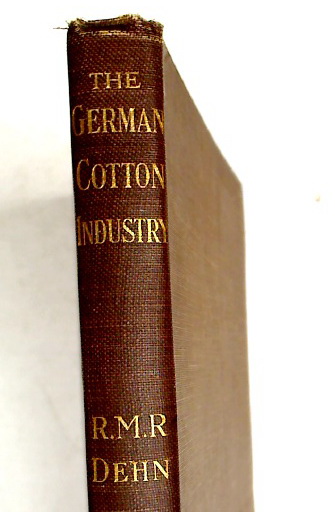 THE
GERMAN
COTTON
INDUSTRY
R.M.R
DEHN